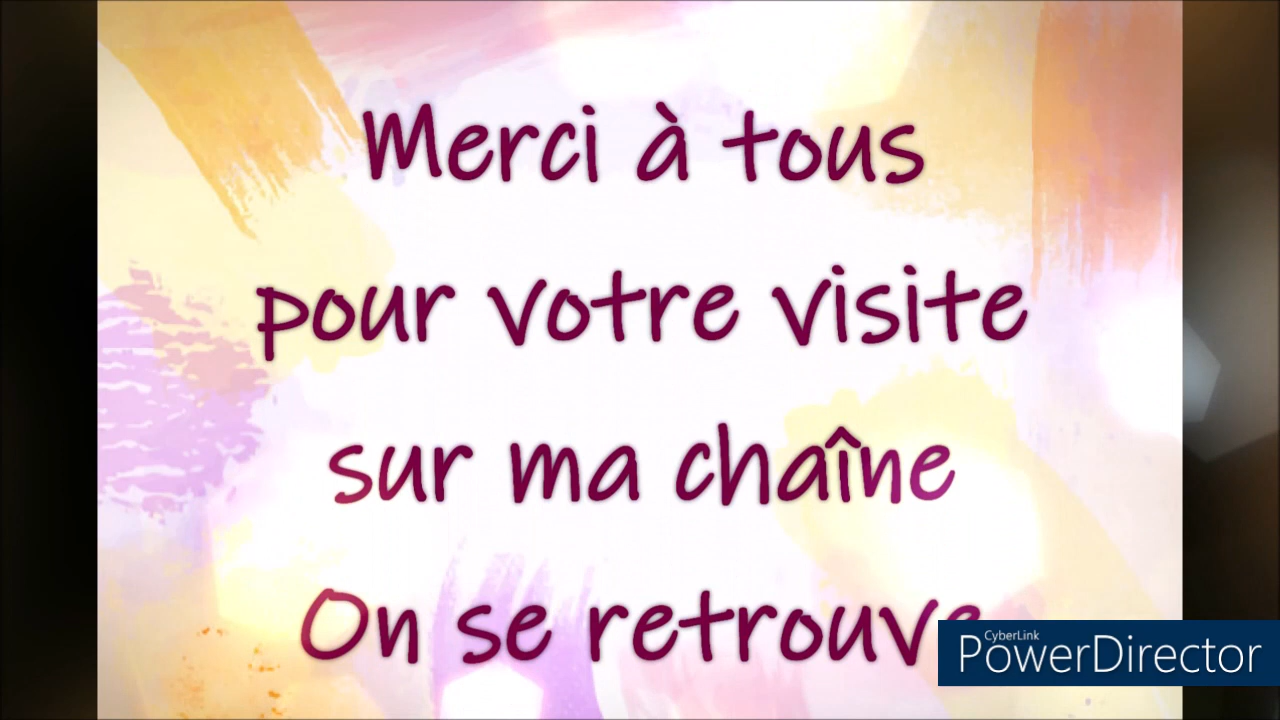 Merci à tous
pour votre visite
sur ma chaîne
On se retrouve
CyberLink
PowerDirector